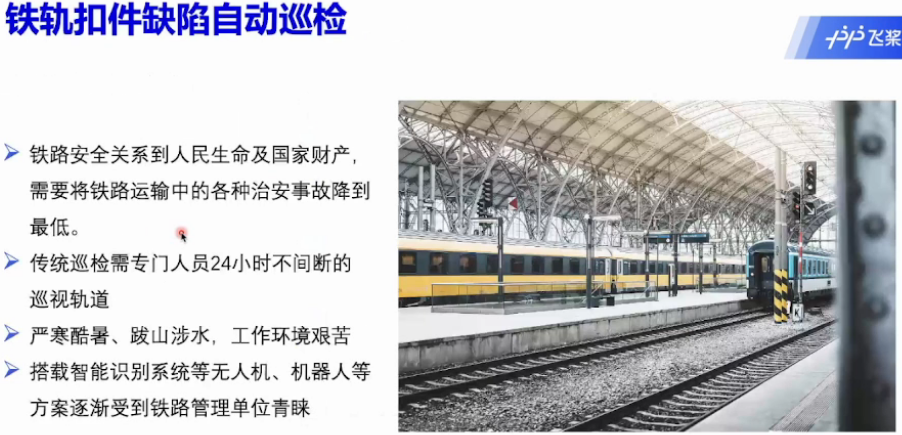 铁轨扣件缺陷自动巡检
飞桨
铁路安全关系到人民生命及国家财产，
需要将铁路运输中的各种治安事故降到
最低。
传统巡检需专门人员24小时不间断的
巡视轨道
严寒酷暑、跋山涉水，工作环境艰苦
搭载智能识别系统等无人机、机器人等
方案逐渐受到铁路管理单位青睐